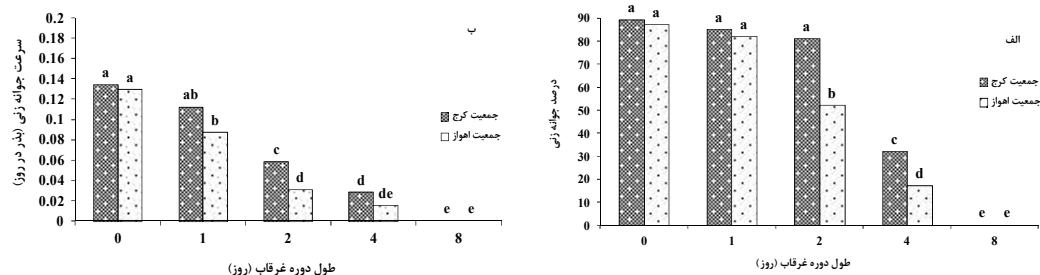 الف
درصد جوانه زنی
90
80
70
60
50
40
30
20
10
0
a a a a a b c d e e
جمعیت کرج
جمعیت اهواز
0 1 2 4 8
طول دوره غرقاب (روز)
ب
سرعت جوانه زنی (بذر در روز)
0.2
0.18
0.16
0.14
0.12
0.1
0.08
0.06
0.04
0.02
0
a a ab b c d d de e e
جمعیت کرج
جمعیت اهواز
0 1 2 4 8
طول دوره غرقاب (روز)